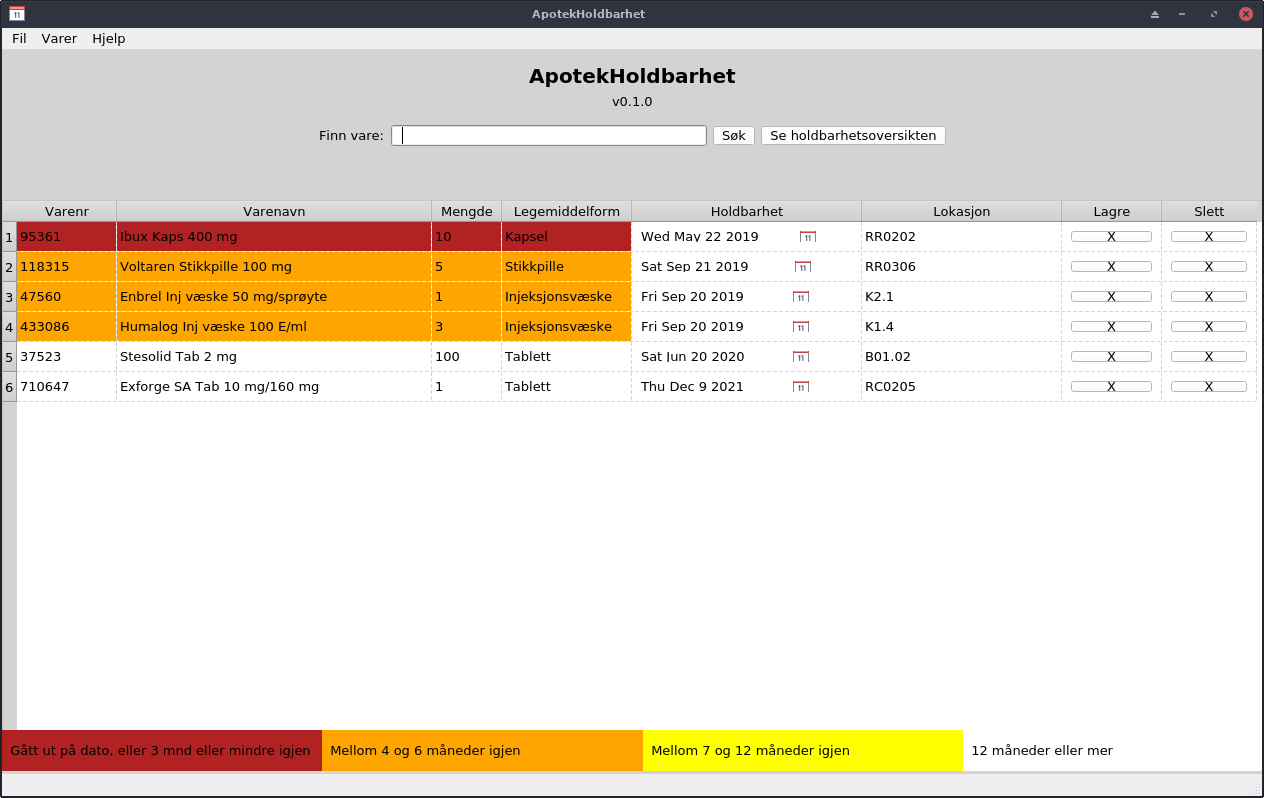 ApotekHoldbarhet
Fil Varer Hjelp
ApotekHoldbarhet
v0.1.0
Finn vare: Søk Se holdbarhetsoversikten
Varenr Varenavn Mengde Legemiddelform Holdbarhet Lokasjon Lagre Slett
1 95361 Ibux Kaps 400 mg 10 Kapsel Wed May 22 2019 11 RR0202 X X
2 118315 Voltaren Stikkpille 100 mg 5 Stikkpille Sat Sep 21 2019 11 RR0306 X X
3 47560 Enbrel Inj væske 50 mg/sprøyte 1 Injeksjonsvæske Fri Sep 20 2019 11 K2.1 X X
4 433086 Humalog Inj væske 100 E/ml 3 Injeksjonsvæske Fri Sep 20 2019 11 K1.4 X X
5 37523 Stesolid Tab 2 mg 100 Tablett Sat Jun 20 2020 11 B01.02 X X
6 710647 Exforge SA Tab 10 mg/160 mg 1 Tablett Thu Dec 9 2021 11 RC0205 X X
Gått ut på dato, eller 3 mnd eller mindre igjen Mellom 4 og 6 måneder igjen Mellom 7 og 12 måneder igjen 12 måneder eller mer